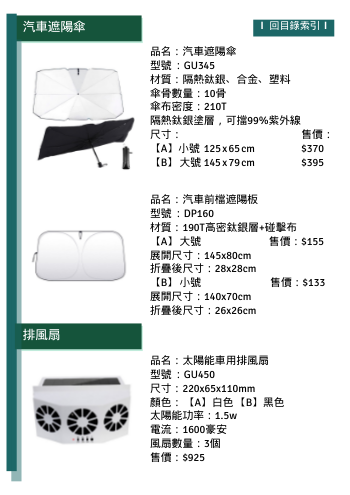 汽車遮陽傘
I 回目錄索引 I
品名：汽車遮陽傘
型號：GU345
材質：隔熱鈦銀、合金、塑料
傘骨數量：10骨
傘布密度：210T
隔熱鈦銀塗層，可擋99%紫外線
尺寸： 售價：
【A】小號 125x65cm $370
【B】大號 145x79cm $395
品名：汽車前檔遮陽板
型號：DP160
材質：190T高密鈦銀層+碰擊布
【A】大號 售價：$155
展開尺寸：145x80cm
折疊後尺寸：28x28cm
【B】小號 售價：$133
展開尺寸：140x70cm
折疊後尺寸：26x26cm
排風扇
品名：太陽能車用排風扇
型號：GU450
尺寸：220x65x110mm
顏色：【A】白色【B】黑色
太陽能功率：1.5w
電流：1600豪安
風扇數量：3個
售價：$925